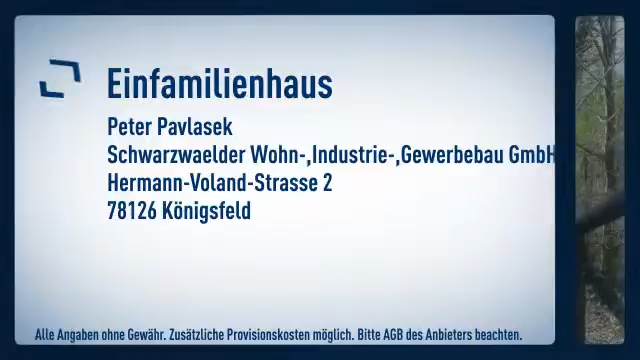 Einfamilienhaus
Peter Pavlasek
Schwarzwaelder Wohn-,Industrie-,Gewerbebau GmbH
Hermann-Voland-Strasse 2
78126 Königsfeld
Alle Angaben ohne Gewähr. Zusätzliche Provisionskosten möglich. Bitte AGB des Anbieters beachten.